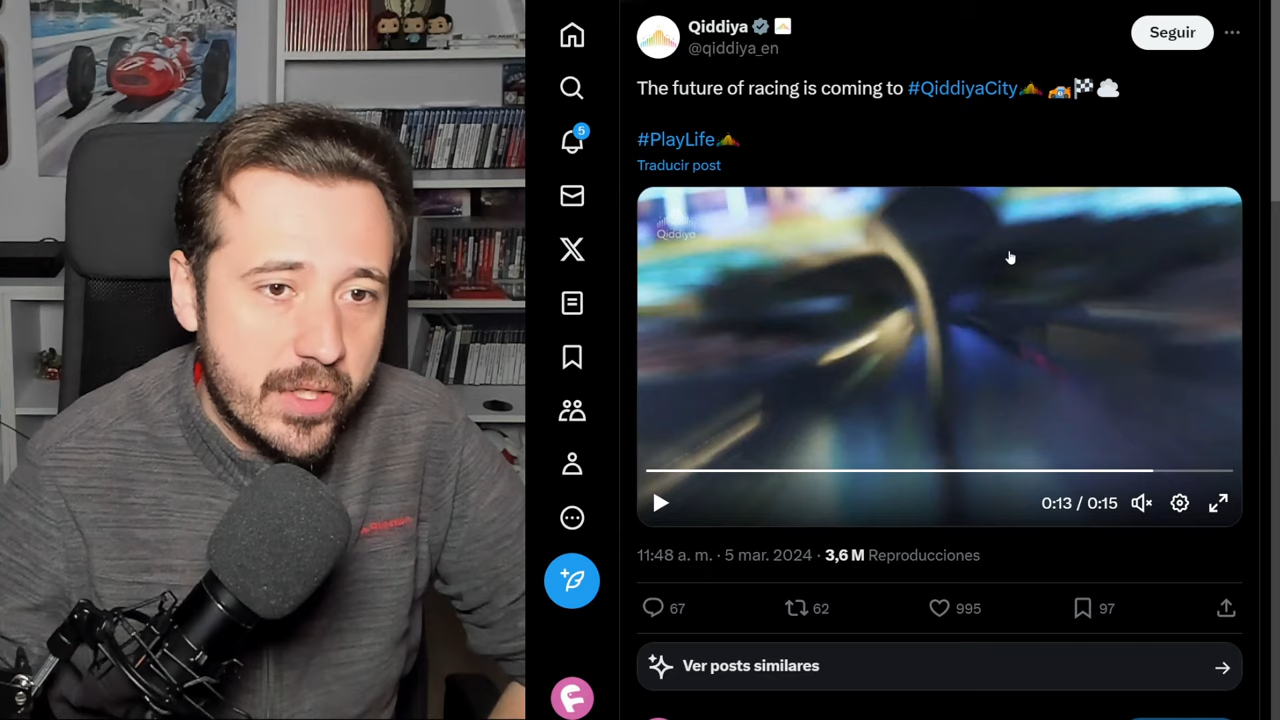 Qiddiya
@qiddiya_en
Seguir
The future of racing is coming to #QiddiyaCity
#PlayLife
Traducir post
Qiddiya
0:13 / 0:15
11:48 a. m. · 5 mar. 2024 · 3,6 M Reproducciones
67
62
995
97
Ver posts similares
5